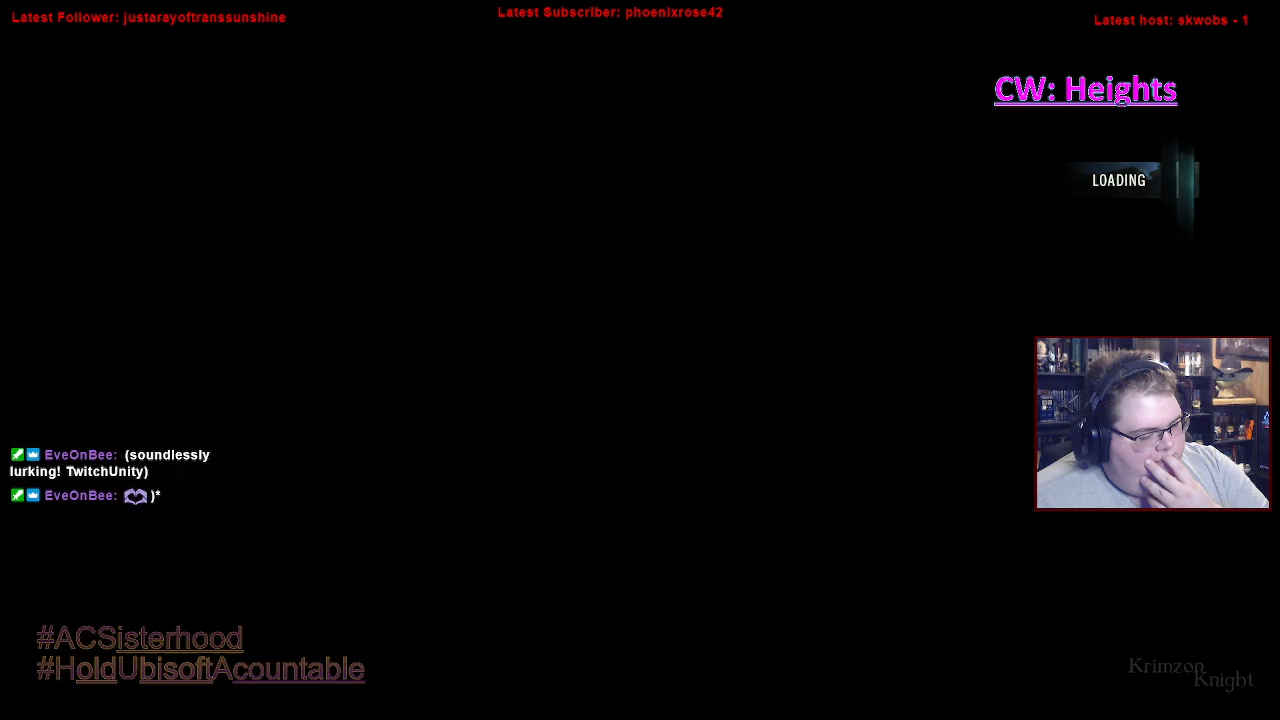 Latest Follower: justarayoftranssunshine
Latest Subscriber: phoenixrose42
Latest host: skwobs - 1
CW: Heights
LOADING
EveOnBee: (soundlessly
lurking! TwitchUnity)
EveOnBee: )*
#ACSisterhood
#HoldUbisoftAcountable
Krimzon
Knight